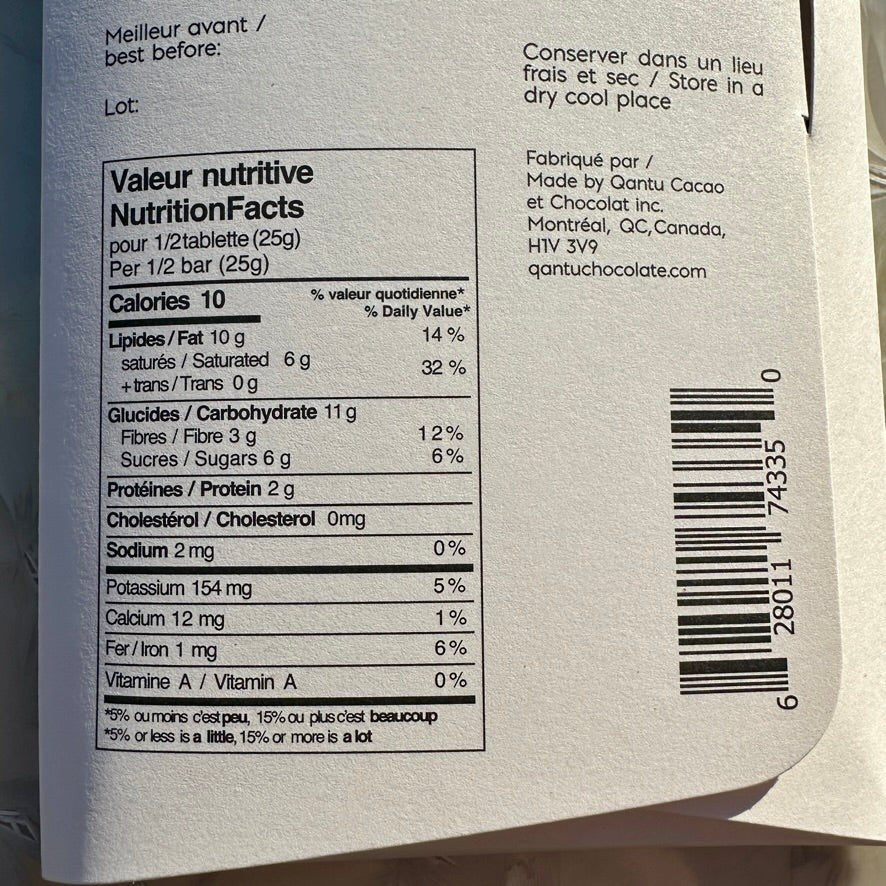 Meilleur avant /
best before:
Lot:
Valeur nutritive
NutritionFacts
pour 1/2tablette (25g)
Per 1/2 bar (25g)
Calories 10
% valeur quotidienne*
% Daily Value*
Lipides / Fat 10 g 14 %
saturés / Saturated 6 g
+ trans / Trans 0 g 32 %
Glucides / Carbohydrate 11 g
Fibres / Fibre 3 g 12%
Sucres / Sugars 6 g 6%
Protéines / Protein 2 g
Cholestérol / Cholesterol 0mg
Sodium 2 mg 0%
Potassium 154 mg 5%
Calcium 12 mg 1%
Fer / Iron 1 mg 6%
Vitamine A / Vitamin A 0%
*5% ou moins c'est peu, 15% ou plus c'est beaucoup
*5% or less is a little, 15% or more is a lot
Conserver dans un lieu
frais et sec / Store in a
dry cool place
Fabriqué par /
Made by Qantu Cacao
et Chocolat inc.
Montréal, QC, Canada,
H1V 3V9
qantuchocolate.com
6 28011 74335 0